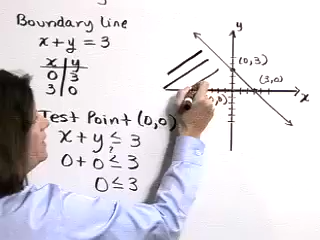 Boundary Line
x + y = 3
x y
0 3
3 0
Test Point (0,0)
x + y ≤ 3
?
0 + 0 ≤ 3
0 ≤ 3
y
(0,3)
(3,0)
x